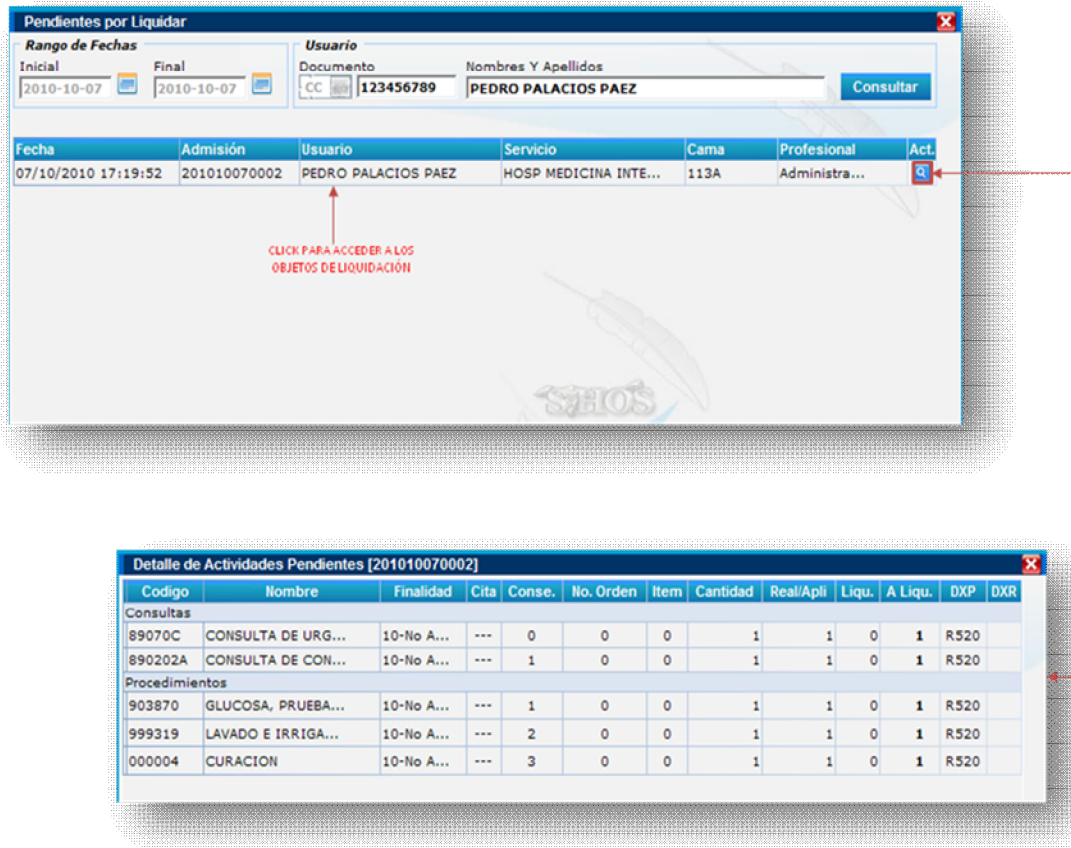 Pendientes por Liquidar
Rango de Fechas Usuario
Inicial Final Documento Nombres Y Apellidos
2010-10-07 2010-10-07 CC 123456789 PEDRO PALACIOS PAEZ Consultar
Fecha Admisión Usuario Servicio Cama Profesional Act.
07/10/2010 17:19:52 201010070002 PEDRO PALACIOS PAEZ HOSP MEDICINA INTE... 113A Administra...
CLICK PARA ACCEDER A LOS
OBJETOS DE LIQUIDACIÓN
SIHOS
Detalle de Actividades Pendientes [201010070002]
Codigo Nombre Finalidad Cita Conse. No. Orden Item Cantidad Real/Apli Liqu. A Liqu. DXP DXR
Consultas
89070C CONSULTA DE URG... 10-No A... --- 0 0 0 1 1 0 1 R520
890202A CONSULTA DE CON... 10-No A... --- 1 0 0 1 1 0 1 R520
Procedimientos
903870 GLUCOSA, PRUEBA... 10-No A... --- 1 0 0 1 1 0 1 R520
999319 LAVADO E IRRIGA... 10-No A... --- 2 0 0 1 1 0 1 R520
000004 CURACION 10-No A... --- 3 0 0 1 1 0 1 R520